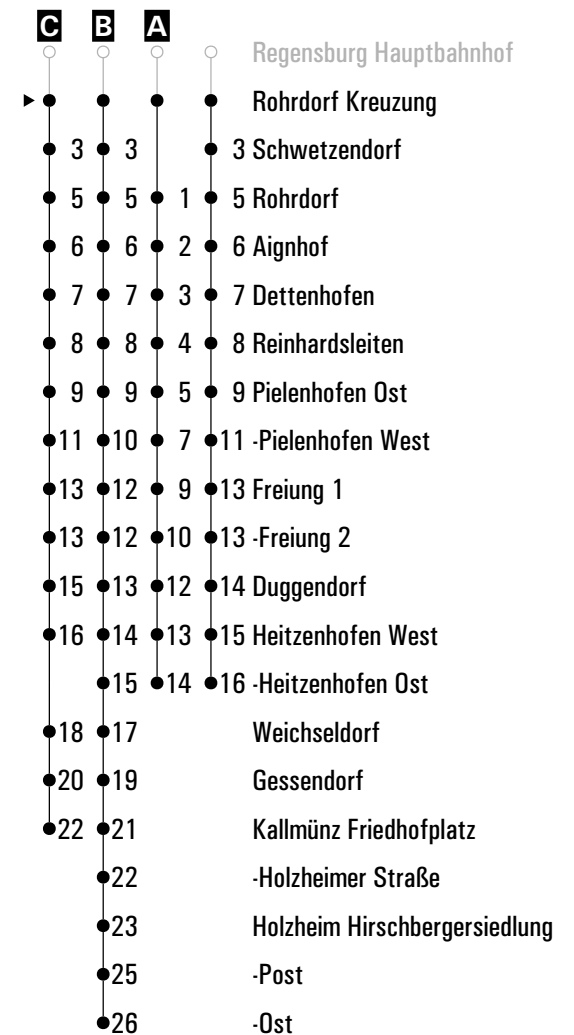 C B A
Regensburg Hauptbahnhof
Rohrdorf Kreuzung
3 3 3 Schwetzendorf
5 5 1 5 Rohrdorf
6 6 2 6 Aignhof
7 7 3 7 Dettenhofen
8 8 4 8 Reinhardsleiten
9 9 5 9 Pielenhofen Ost
11 10 7 11 -Pielenhofen West
13 12 9 13 Freiung 1
13 12 10 13 -Freiung 2
15 13 12 14 Duggendorf
16 14 13 15 Heitzenhofen West
15 14 16 -Heitzenhofen Ost
18 17 Weichseldorf
20 19 Gessendorf
22 21 Kallmünz Friedhofplatz
22 -Holzheimer Straße
23 Holzheim Hirschbergersiedlung
25 -Post
26 -Ost